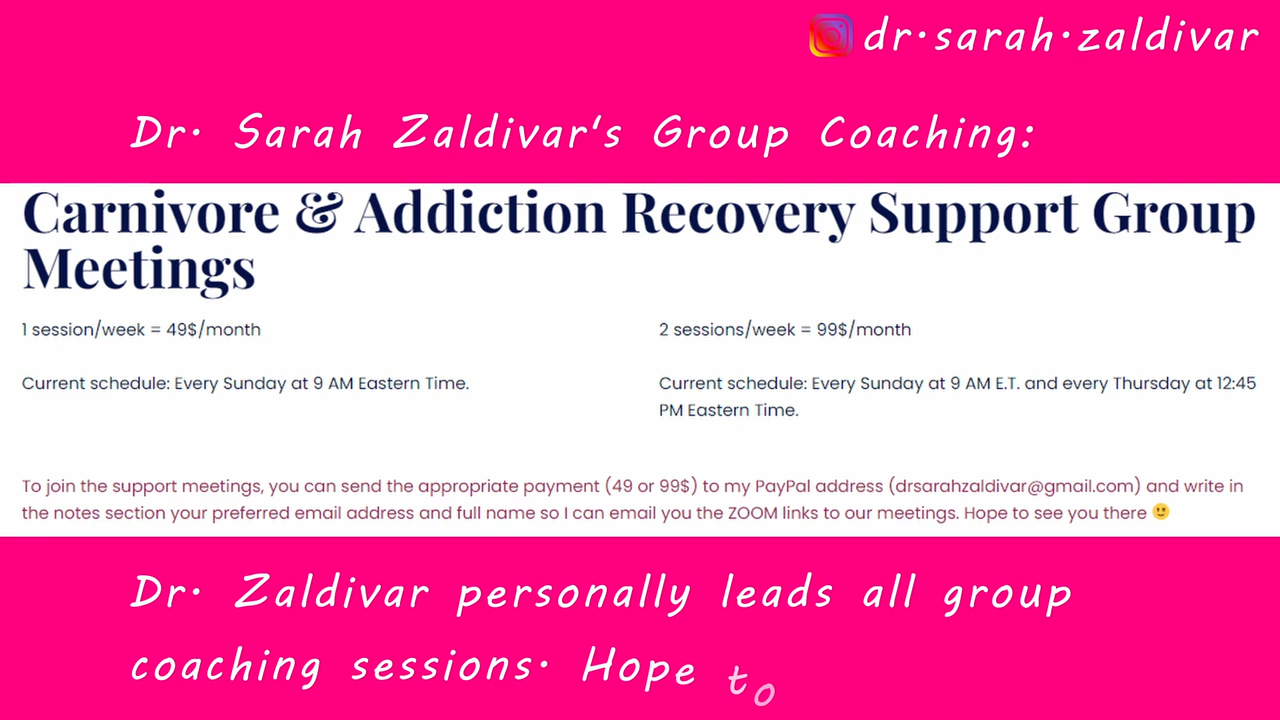 dr.sarah.zaldivar
Dr. Sarah Zaldivar's Group Coaching:
Carnivore & Addiction Recovery Support Group
Meetings
1 session/week = 49$/month
Current schedule: Every Sunday at 9 AM Eastern Time.
2 sessions/week = 99$/month
Current schedule: Every Sunday at 9 AM E.T. and every Thursday at 12:45
PM Eastern Time.
To join the support meetings, you can send the appropriate payment (49 or 99$) to my PayPal address (drsarahzaldivar@gmail.com) and write in
the notes section your preferred email address and full name so I can email you the ZOOM links to our meetings. Hope to see you there 🙂
Dr. Zaldivar personally leads all group
coaching sessions. Hope to